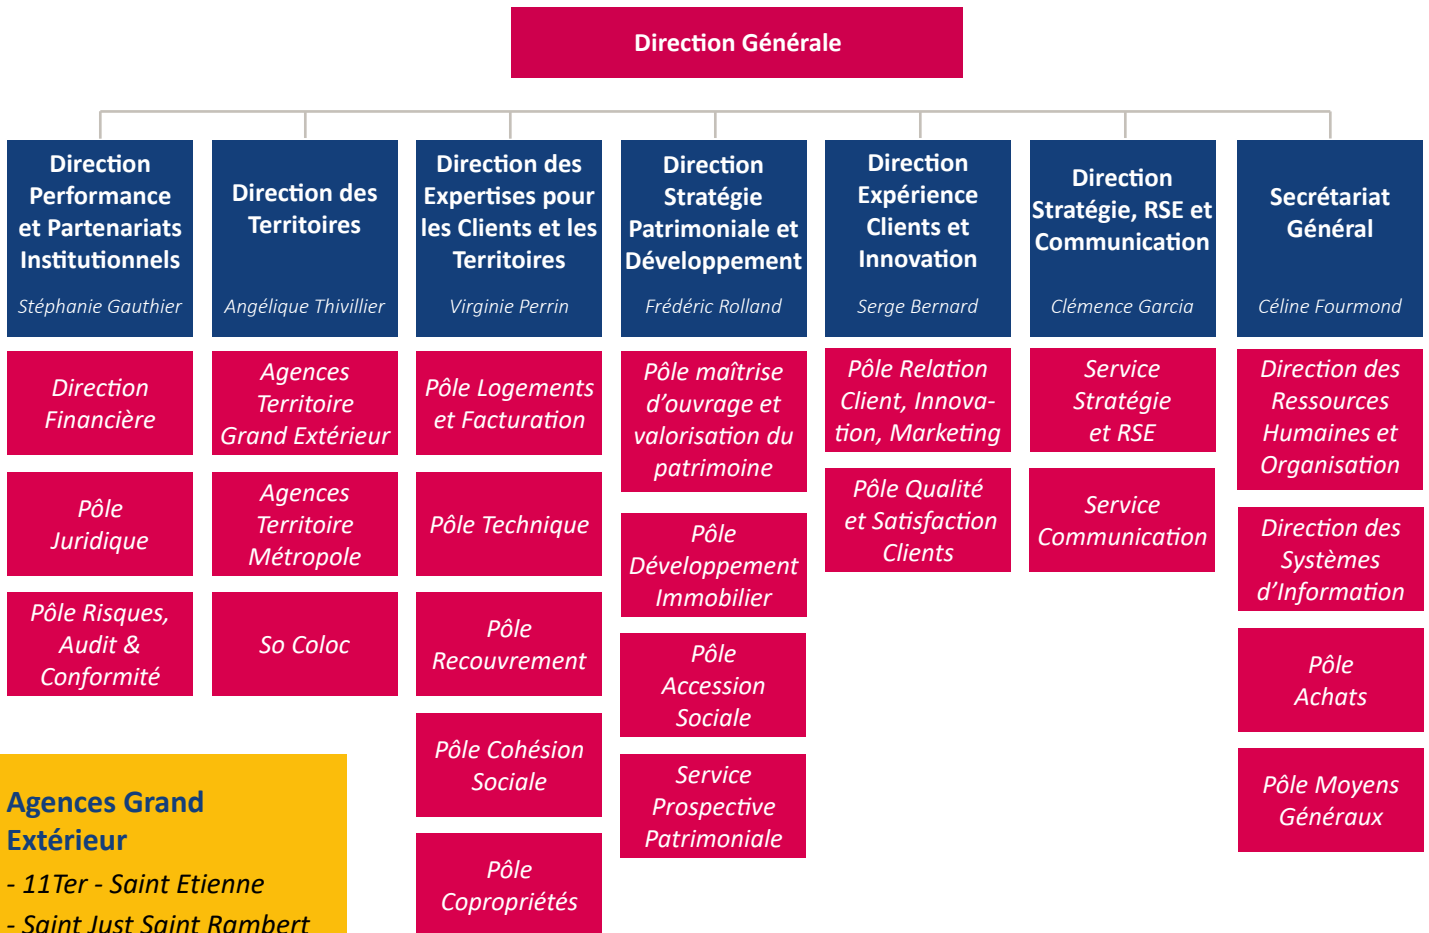 Direction Générale
Direction
Performance
et Partenariats
Institutionnels
Stéphanie Gauthier
Direction des
Territoires
Angélique Thivillier
Direction des
Expertises pour
les Clients et les
Territoires
Virginie Perrin
Direction
Stratégie
Patrimoniale et
Développement
Frédéric Rolland
Direction
Expérience
Clients et
Innovation
Serge Bernard
Direction
Stratégie, RSE et
Communication
Clémence Garcia
Secrétariat
Général
Céline Fourmond
Direction
Financière
Pôle
Juridique
Pôle Risques,
Audit &
Conformité
Agences
Territoire
Grand Extérieur
Agences
Territoire
Métropole
So Coloc
Pôle Logements
et Facturation
Pôle Technique
Pôle
Recouvrement
Pôle Cohésion
Sociale
Pôle
Copropriétés
Pôle maîtrise
d'ouvrage et
valorisation du
patrimoine
Pôle
Développement
Immobilier
Pôle
Accession
Sociale
Service
Prospective
Patrimoniale
Pôle Relation
Client, Innova-
tion, Marketing
Pôle Qualité
et Satisfaction
Clients
Service
Stratégie
et RSE
Service
Communication
Direction des
Ressources
Humaines et
Organisation
Direction des
Systèmes
d'Information
Pôle
Achats
Pôle Moyens
Généraux
Agences Grand
Extérieur
- 11Ter - Saint Etienne
- Saint Just Saint Rambert